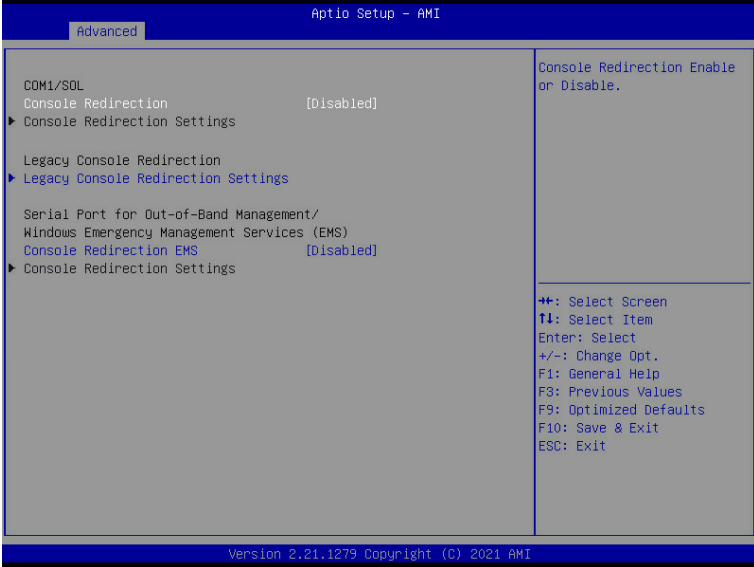 Aptio Setup – AMI
Advanced
COM1/SOL
Console Redirection [Disabled]
▶ Console Redirection Settings
Legacy Console Redirection
▶ Legacy Console Redirection Settings
Serial Port for Out-of-Band Management/
Windows Emergency Management Services (EMS)
Console Redirection EMS [Disabled]
▶ Console Redirection Settings
Console Redirection Enable
or Disable.
→←: Select Screen
↑↓: Select Item
Enter: Select
+/-: Change Opt.
F1: General Help
F3: Previous Values
F9: Optimized Defaults
F10: Save & Exit
ESC: Exit
Version 2.21.1279 Copyright (C) 2021 AMI